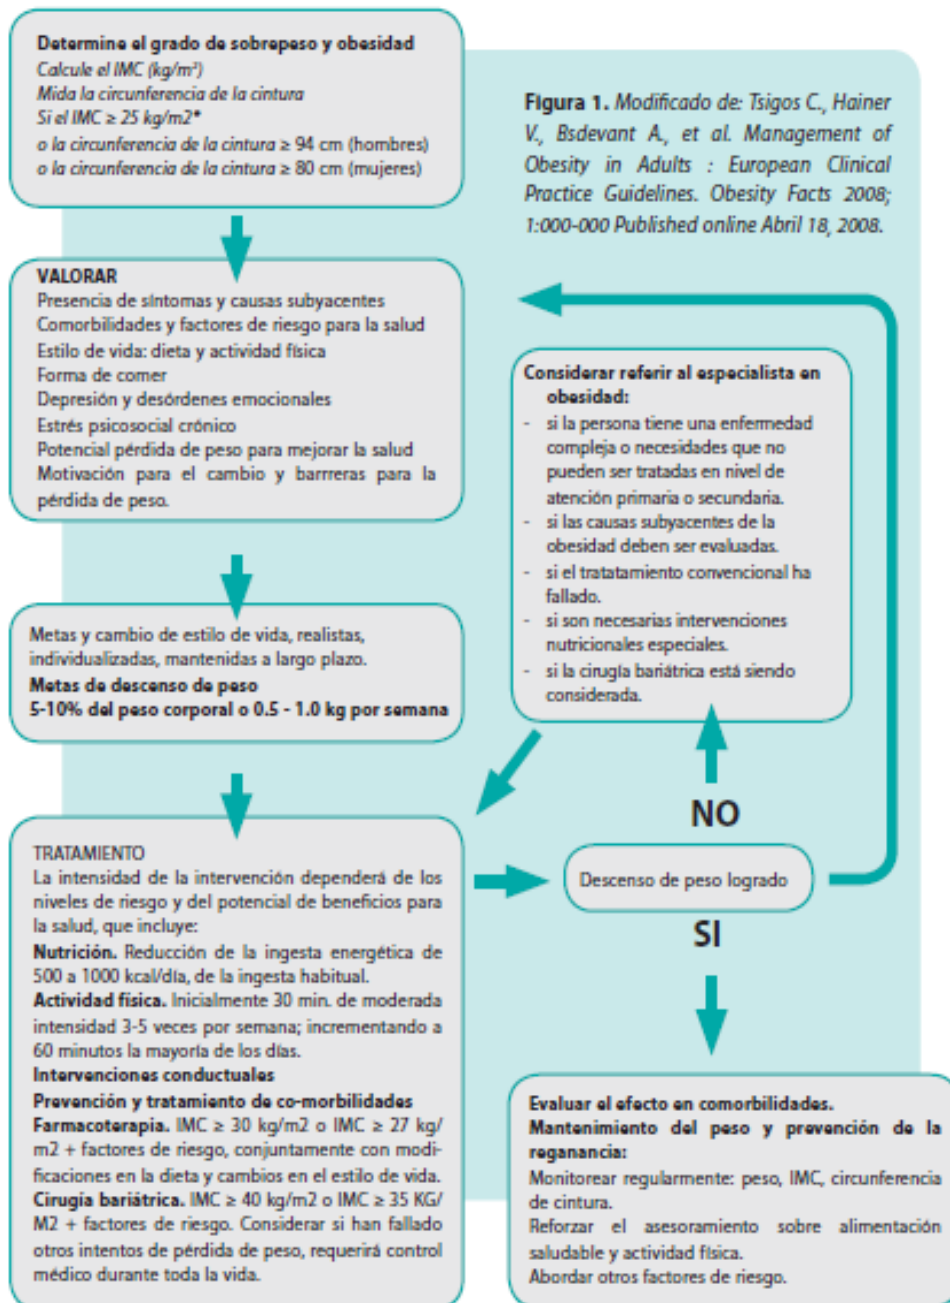 Determine el grado de sobrepeso y obesidad
Calcule el IMC (kg/m²)
Mida la circunferencia de la cintura
Si el IMC ≥ 25 kg/m2*
o la circunferencia de la cintura ≥ 94 cm (hombres)
o la circunferencia de la cintura ≥ 80 cm (mujeres)
Figura 1. Modificado de: Tsigos C., Hainer
V., Bsdevant A., et al. Management of
Obesity in Adults : European Clinical
Practice Guidelines. Obesity Facts 2008;
1:000-000 Published online Abril 18, 2008.
VALORAR
Presencia de síntomas y causas subyacentes
Comorbilidades y factores de riesgo para la salud
Estilo de vida: dieta y actividad física
Forma de comer
Depresión y desórdenes emocionales
Estrés psicosocial crónico
Potencial pérdida de peso para mejorar la salud
Motivación para el cambio y barrreras para la
pérdida de peso.
Considerar referir al especialista en
obesidad:
- si la persona tiene una enfermedad
compleja o necesidades que no
pueden ser tratadas en nivel de
atención primaria o secundaria.
- si las causas subyacentes de la
obesidad deben ser evaluadas.
- si el tratatamiento convencional ha
fallado.
- si son necesarias intervenciones
nutricionales especiales.
- si la cirugía bariátrica está siendo
considerada.
Metas y cambio de estilo de vida, realistas,
individualizadas, mantenidas a largo plazo.
Metas de descenso de peso
5-10% del peso corporal o 0.5 - 1.0 kg por semana
NO
Descenso de peso logrado
SI
TRATAMIENTO
La intensidad de la intervención dependerá de los
niveles de riesgo y del potencial de beneficios para
la salud, que incluye:
Nutrición. Reducción de la ingesta energética de
500 a 1000 kcal/día, de la ingesta habitual.
Actividad física. Inicialmente 30 min. de moderada
intensidad 3-5 veces por semana; incrementando a
60 minutos la mayoría de los días.
Intervenciones conductuales
Prevención y tratamiento de co-morbilidades
Farmacoterapia. IMC ≥ 30 kg/m2 o IMC ≥ 27 kg/
m2 + factores de riesgo, conjuntamente con modi-
ficaciones en la dieta y cambios en el estilo de vida.
Cirugía bariátrica. IMC ≥ 40 kg/m2 o IMC ≥ 35 KG/
M2 + factores de riesgo. Considerar si han fallado
otros intentos de pérdida de peso, requerirá control
médico durante toda la vida.
Evaluar el efecto en comorbilidades.
Mantenimiento del peso y prevención de la
reganancia:
Monitorear regularmente: peso, IMC, circunferencia
de cintura.
Reforzar el asesoramiento sobre alimentación
saludable y actividad física.
Abordar otros factores de riesgo.